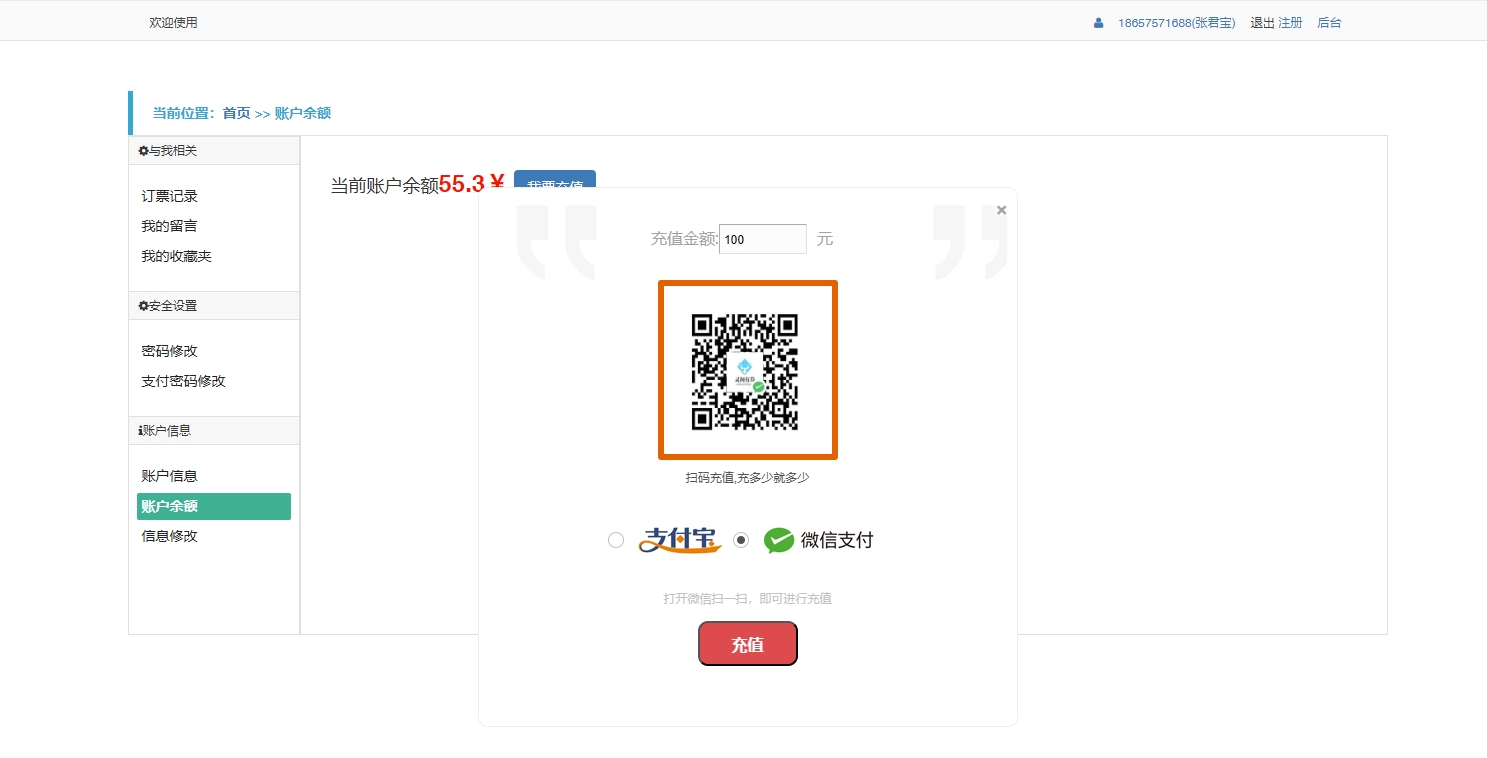 欢迎使用
18657571688(张君宝) 退出 注册 后台
当前位置：首页 >> 账户余额
与我相关
订票记录
我的留言
我的收藏夹
安全设置
密码修改
支付密码修改
账户信息
账户信息
账户余额
信息修改
当前账户余额55.3￥ 我要充值
充值金额:100 元
扫码充值,充多少就多少
支付宝 微信支付
打开微信扫一扫，即可进行充值
充值